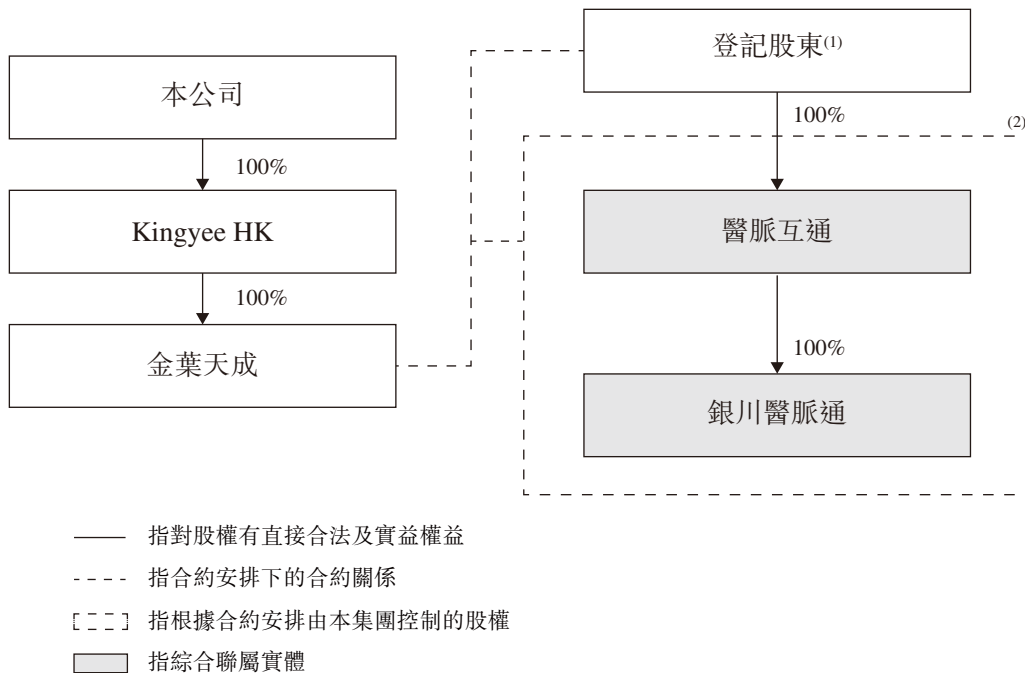 登記股東(1)
本公司
100%
(2)
100%
Kingyee HK
醫脈互通
100%
金葉天成
100%
銀川醫脈通
指對股權有直接合法及實益權益
指合約安排下的合約關係
指根據合約安排由本集團控制的股權
指綜合聯屬實體